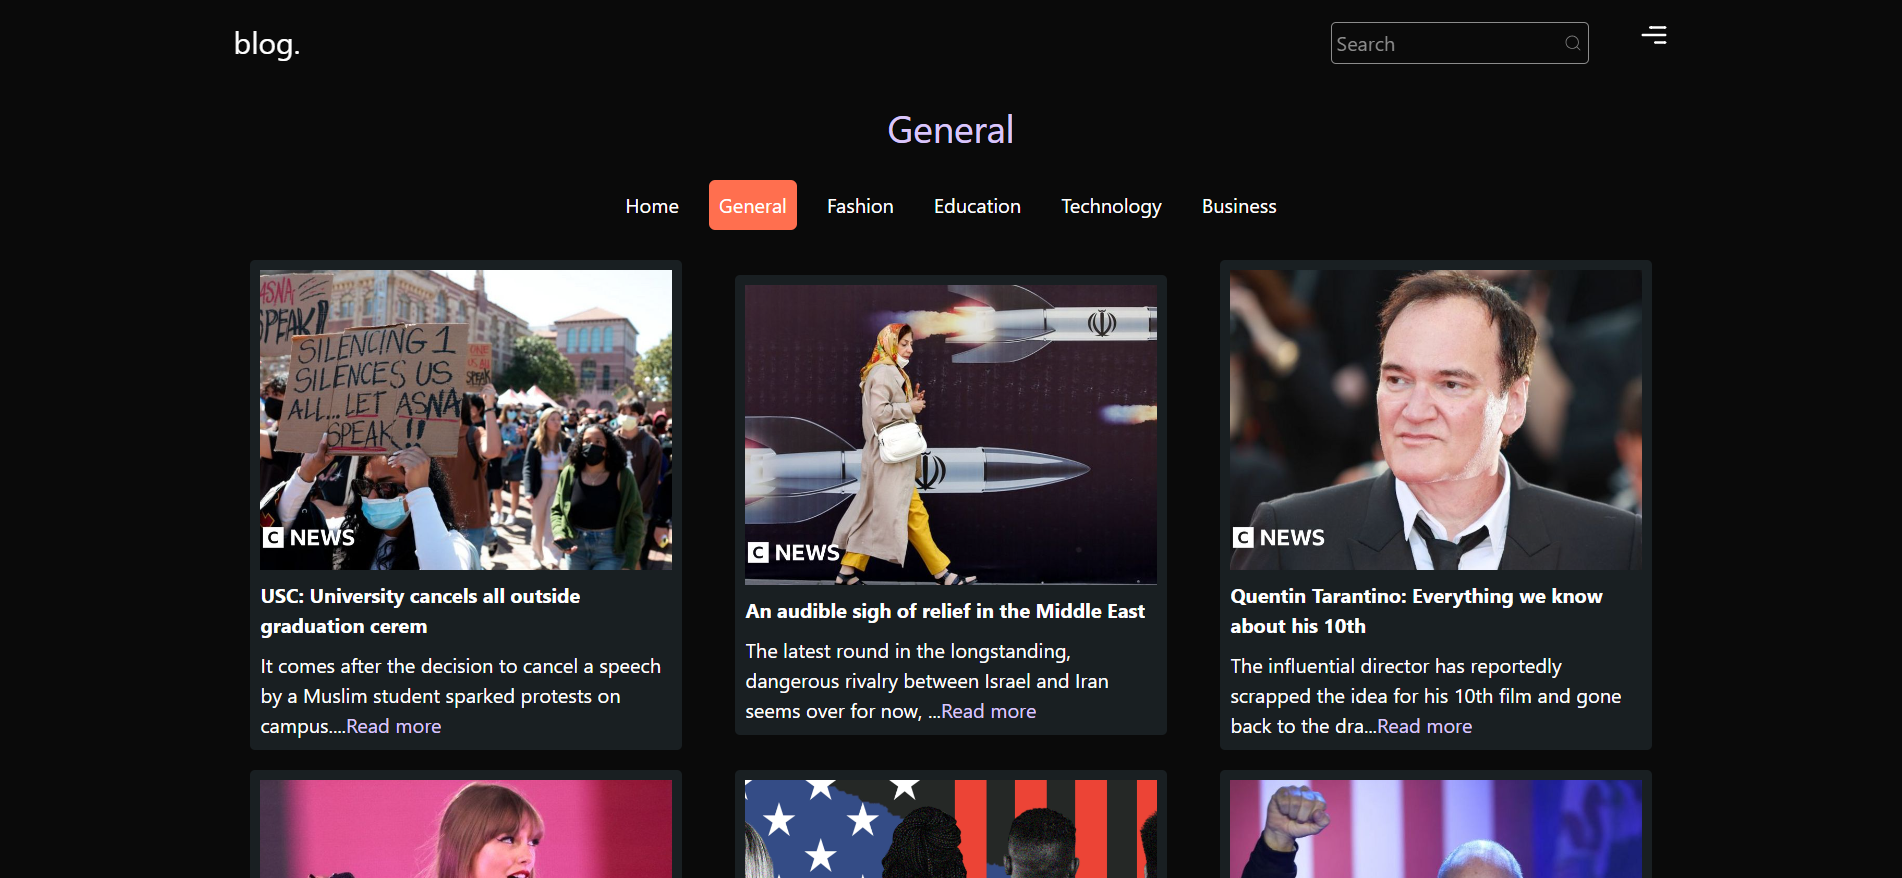 blog.
Search
General
Home
General
Fashion
Education
Technology
Business
ASNA
SPEAK!
SILENCING 1
SILENCES US
ALL... LET ASNA
SPEAK!!
ONE
US ALL
SPEAK
C NEWS
USC: University cancels all outside
graduation cerem
It comes after the decision to cancel a speech
by a Muslim student sparked protests on
campus....Read more
C NEWS
An audible sigh of relief in the Middle East
The latest round in the longstanding,
dangerous rivalry between Israel and Iran
seems over for now, ...Read more
C NEWS
Quentin Tarantino: Everything we know
about his 10th
The influential director has reportedly
scrapped the idea for his 10th film and gone
back to the dra...Read more